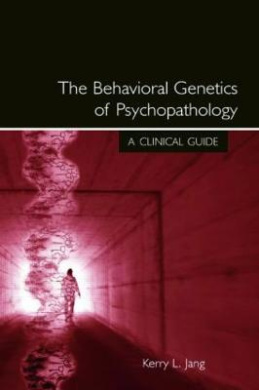 The Behavioral Genetics
of Psychopathology
A CLINICAL GUIDE
Kerry L. Jang